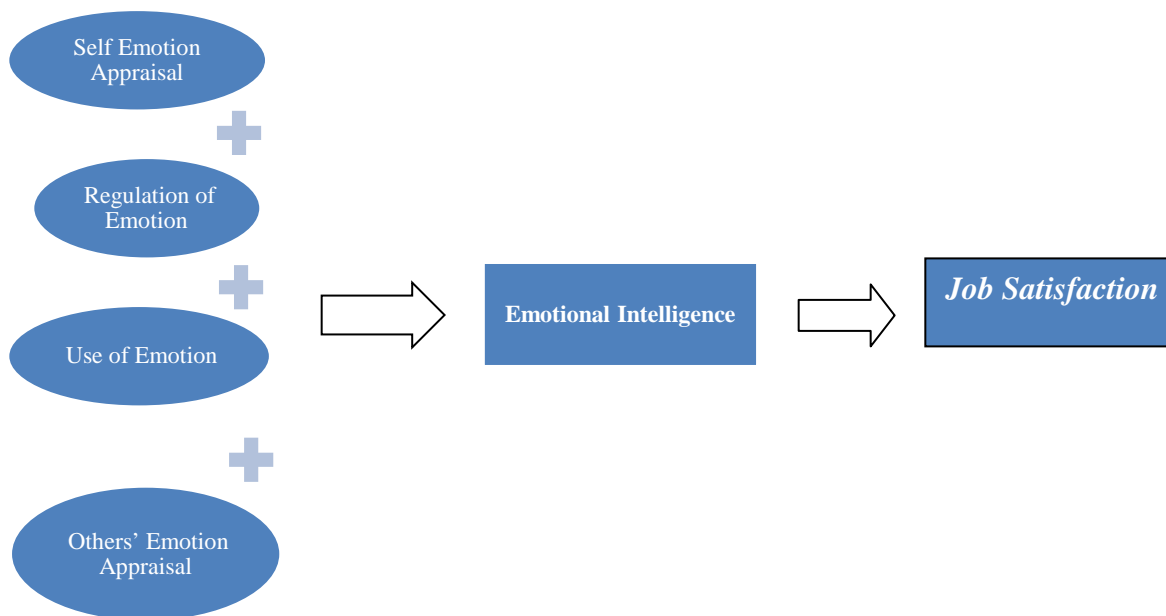 Self Emotion
Appraisal
Regulation of
Emotion
Use of Emotion
Others’ Emotion
Appraisal
Emotional Intelligence
Job Satisfaction